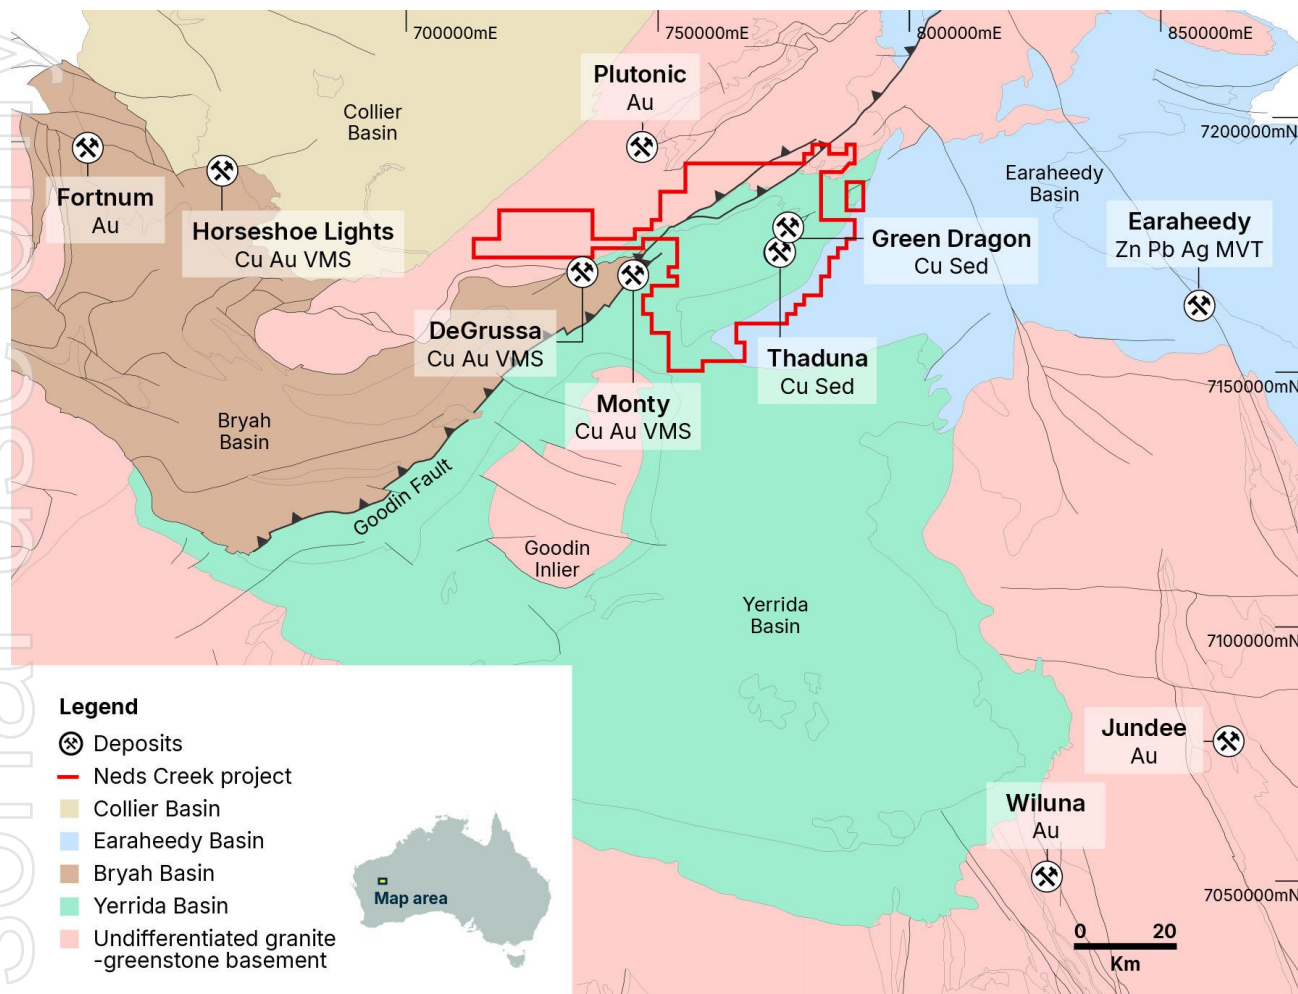 700000mE
750000mE
800000mE
850000mE
Plutonic
Au
Collier
Basin
7200000mN
Fortnum
Au
Horseshoe Lights
Cu Au VMS
Earaheedy
Basin
Earaheedy
Zn Pb Ag MVT
Green Dragon
Cu Sed
DeGrussa
Cu Au VMS
Thaduna
Cu Sed
7150000mN
Monty
Cu Au VMS
Bryah
Basin
Goodin Fault
Goodin
Inlier
Yerrida
Basin
7100000mN
Legend
Deposits
Neds Creek project
Collier Basin
Earaheedy Basin
Bryah Basin
Yerrida Basin
Undifferentiated granite
-greenstone basement
Map area
Jundee
Au
Wiluna
Au
7050000mN
0 20
Km